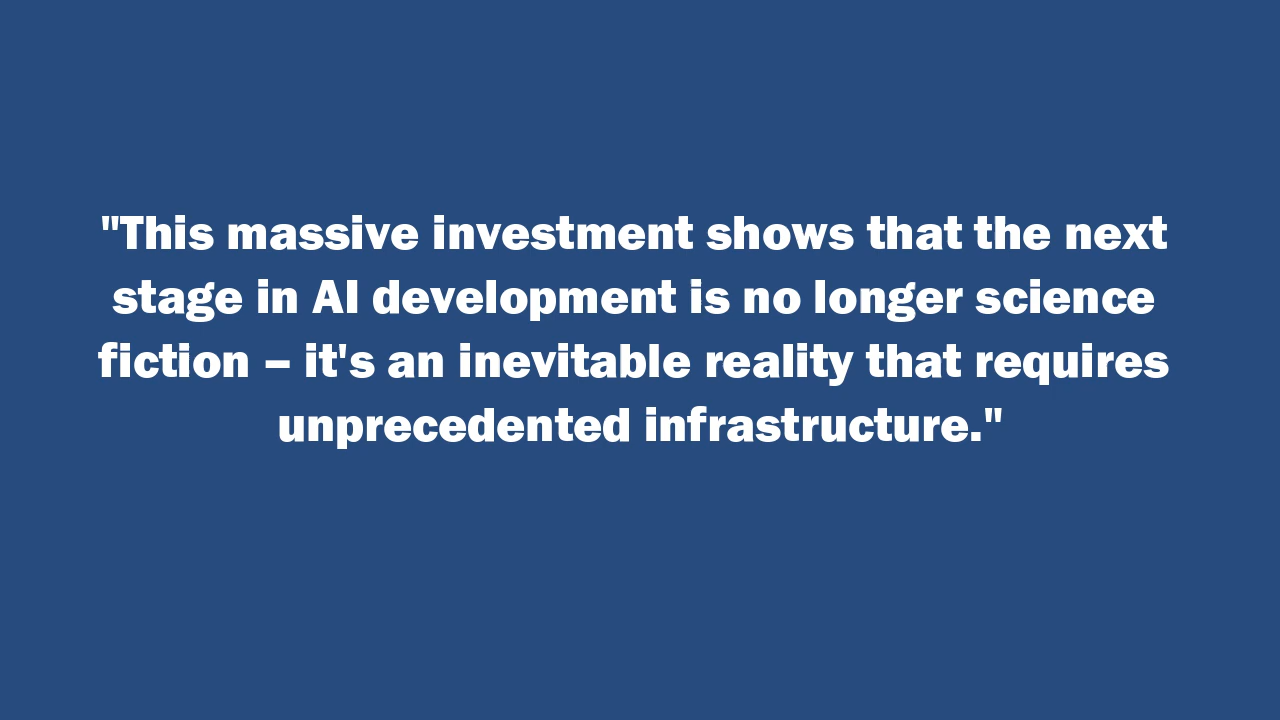 "This massive investment shows that the next
stage in AI development is no longer science
fiction – it's an inevitable reality that requires
unprecedented infrastructure."